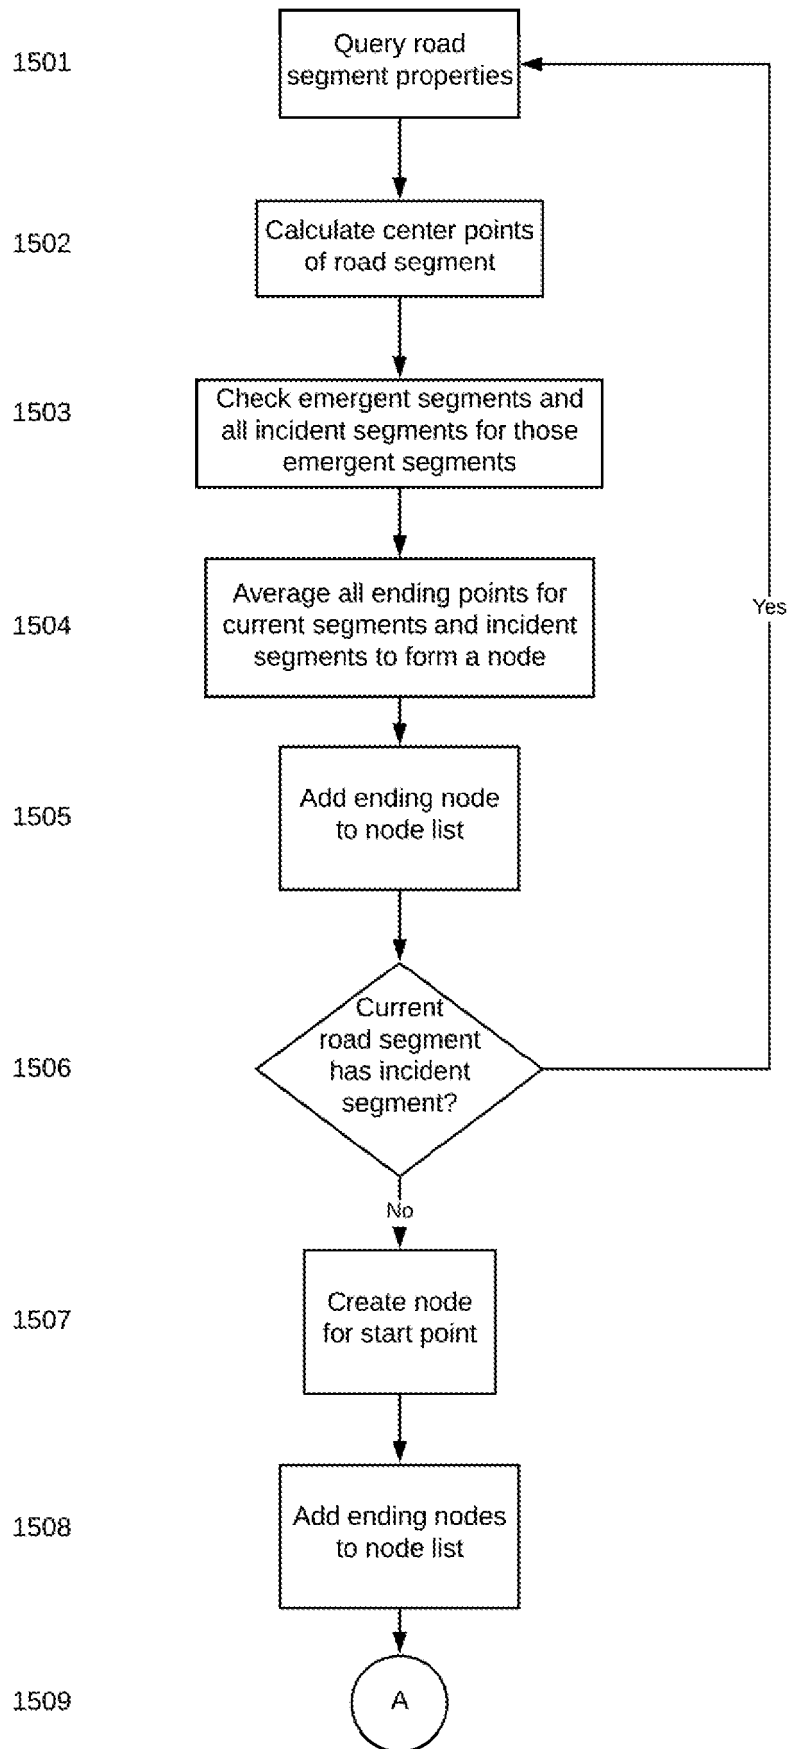 1501
Query road
segment properties
1502
Calculate center points
of road segment
1503
Check emergent segments and
all incident segments for those
emergent segments
1504
Average all ending points for
current segments and incident
segments to form a node
Yes
1505
Add ending node
to node list
1506
Current
road segment
has incident
segment?
No
1507
Create node
for start point
1508
Add ending nodes
to node list
1509
A